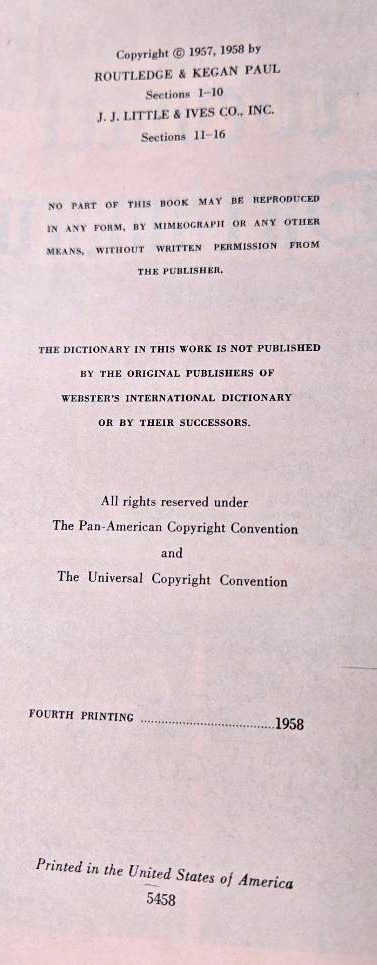 Copyright © 1957, 1958 by
ROUTLEDGE & KEGAN PAUL
Sections 1–10
J. J. LITTLE & IVES CO., INC.
Sections 11–16
NO PART OF THIS BOOK MAY BE REPRODUCED
IN ANY FORM, BY MIMEOGRAPH OR ANY OTHER
MEANS, WITHOUT WRITTEN PERMISSION FROM
THE PUBLISHER.
THE DICTIONARY IN THIS WORK IS NOT PUBLISHED
BY THE ORIGINAL PUBLISHERS OF
WEBSTER'S INTERNATIONAL DICTIONARY
OR BY THEIR SUCCESSORS.
All rights reserved under
The Pan-American Copyright Convention
and
The Universal Copyright Convention
FOURTH PRINTING ......................................1958
Printed in the United States of America
5458